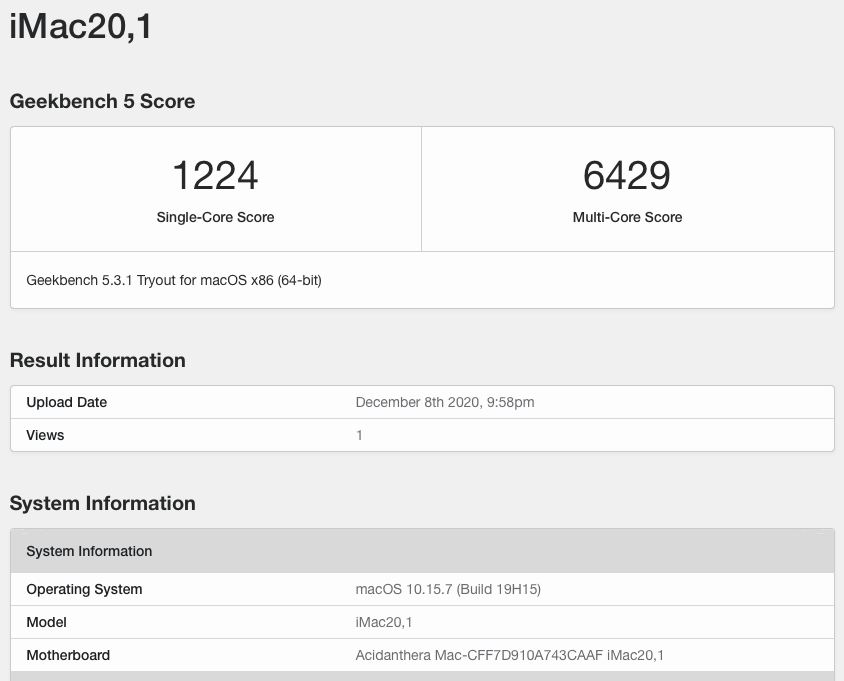 iMac20,1
Geekbench 5 Score
1224
6429
Single-Core Score
Multi-Core Score
Geekbench 5.3.1 Tryout for macOS x86 (64-bit)
Result Information
Upload Date December 8th 2020, 9:58pm
Views 1
System Information
System Information
Operating System macOS 10.15.7 (Build 19H15)
Model iMac20,1
Motherboard Acidanthera Mac-CFF7D910A743CAAF iMac20,1